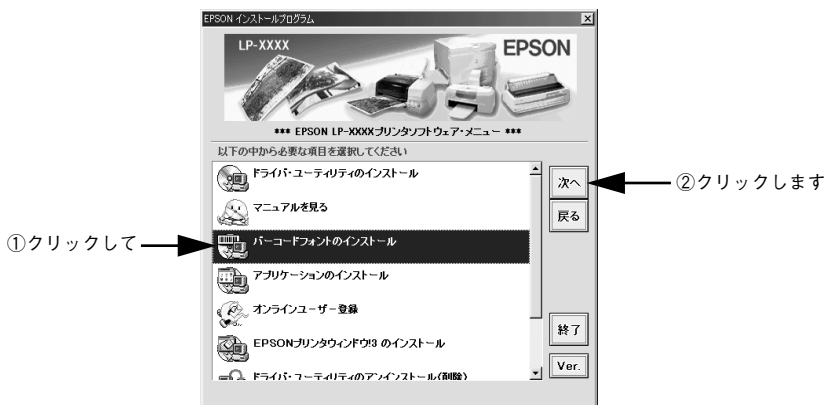 EPSON インストールプログラム
LP-XXXX
EPSON
*** EPSON LP-XXXXプリンタソフトウェア・メニュー ***
以下の中から必要な項目を選択してください
ドライバ・ユーティリティのインストール
マニュアルを見る
バーコードフォントのインストール
アプリケーションのインストール
オンラインユーザー登録
EPSONプリンタウィンドウ!3 のインストール
ドライバ・ユーティリティのアンインストール(削除)
次へ
戻る
終了
Ver.
①クリックして
②クリックします